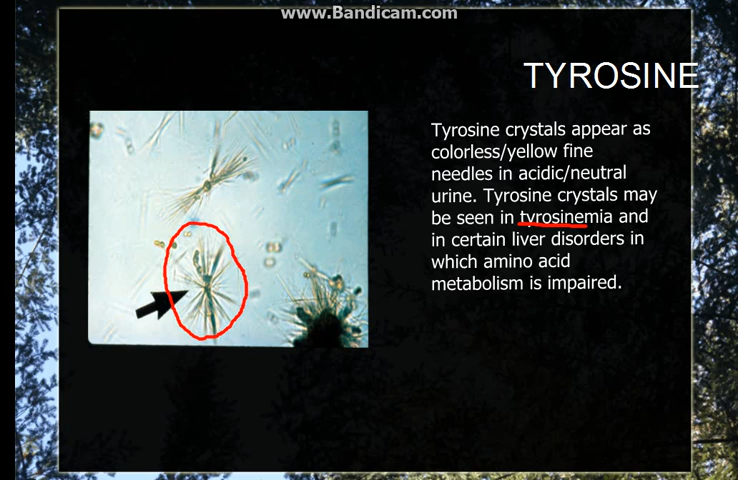 www.Bandicam.com
TYROSINE
Tyrosine crystals appear as
colorless/yellow fine
needles in acidic/neutral
urine. Tyrosine crystals may
be seen in tyrosinemia and
in certain liver disorders in
which amino acid
metabolism is impaired.